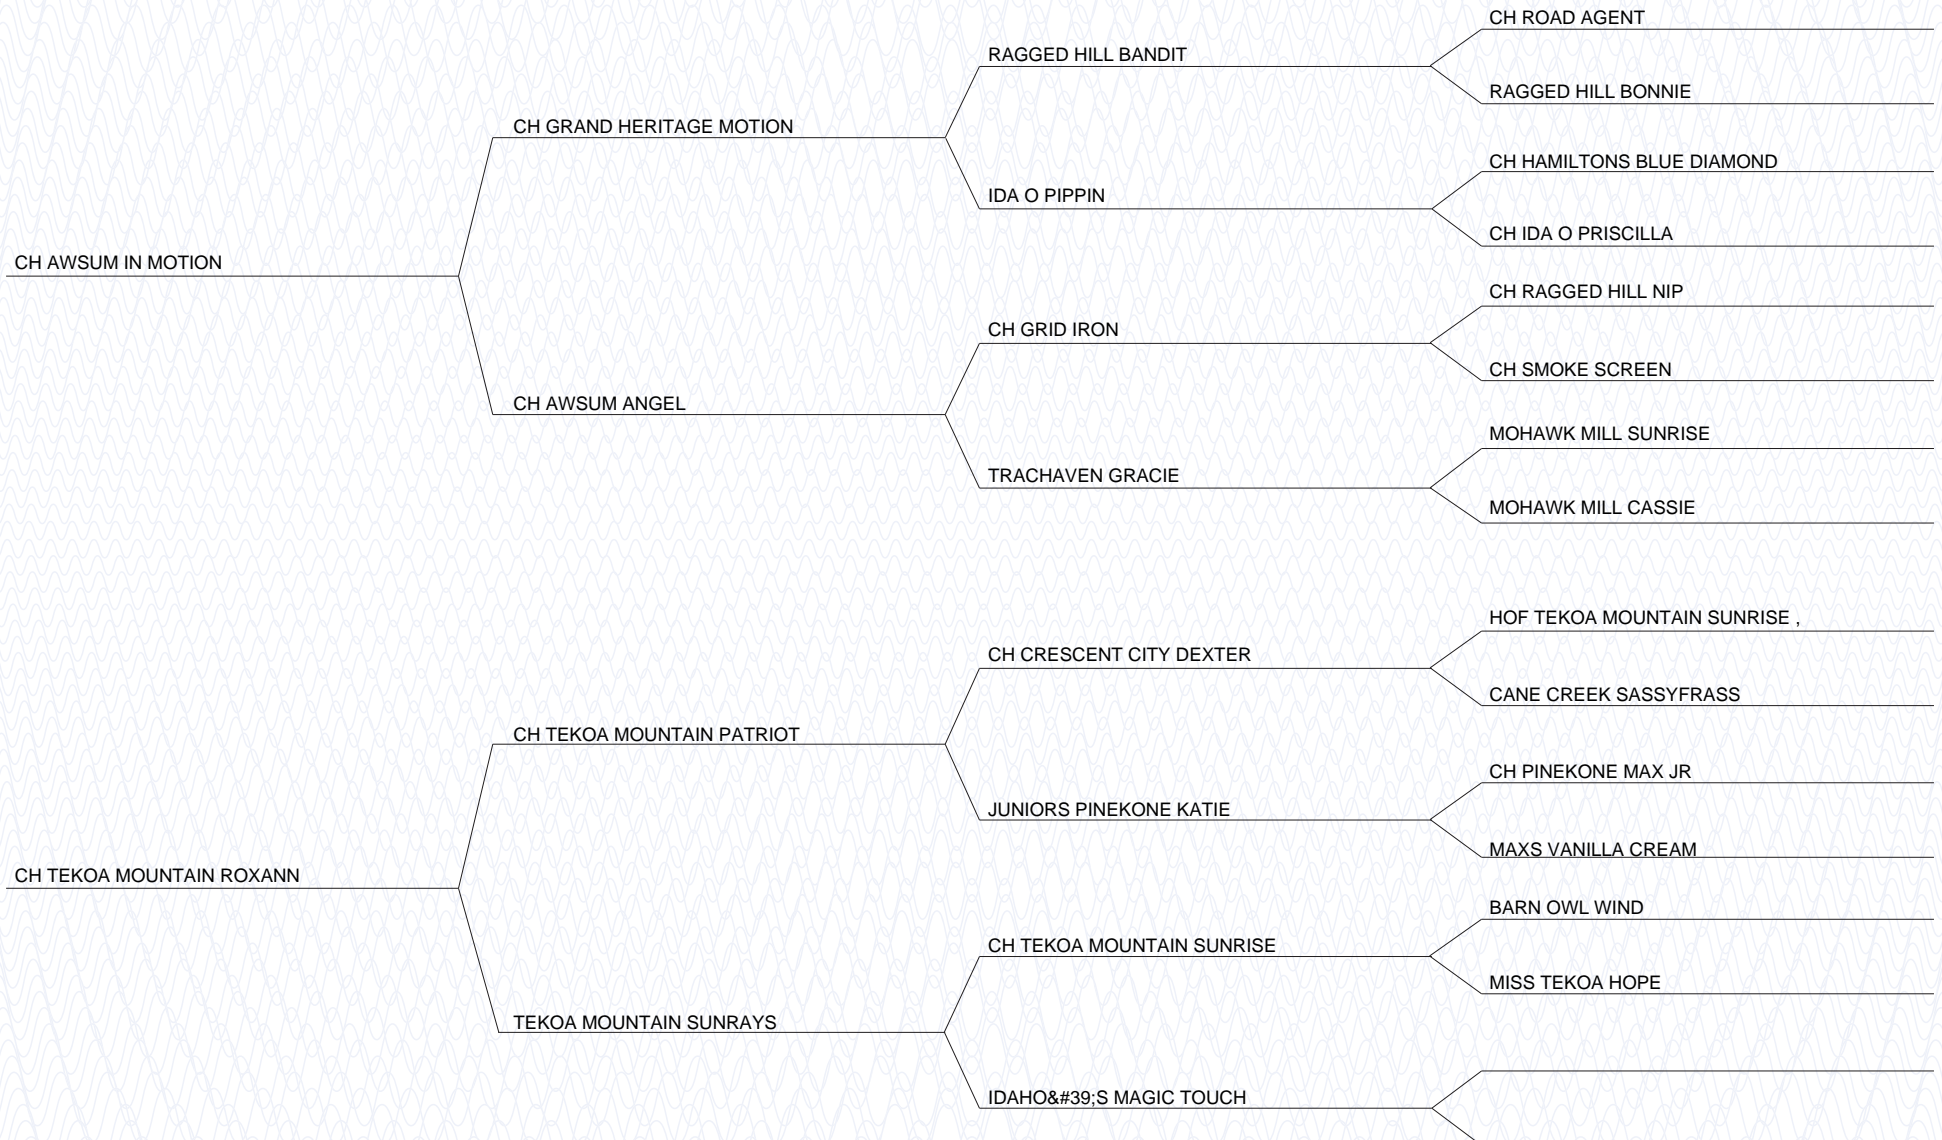 CH ROAD AGENT
RAGGED HILL BANDIT
RAGGED HILL BONNIE
CH GRAND HERITAGE MOTION
CH HAMILTONS BLUE DIAMOND
IDA O PIPPIN
CH IDA O PRISCILLA
CH AWSUM IN MOTION
CH RAGGED HILL NIP
CH GRID IRON
CH SMOKE SCREEN
CH AWSUM ANGEL
MOHAWK MILL SUNRISE
TRACHAVEN GRACIE
MOHAWK MILL CASSIE
HOF TEKOA MOUNTAIN SUNRISE ,
CH CRESCENT CITY DEXTER
CANE CREEK SASSYFRASS
CH TEKOA MOUNTAIN PATRIOT
CH PINEKONE MAX JR
JUNIORS PINEKONE KATIE
MAXS VANILLA CREAM
CH TEKOA MOUNTAIN ROXANN
BARN OWL WIND
CH TEKOA MOUNTAIN SUNRISE
MISS TEKOA HOPE
TEKOA MOUNTAIN SUNRAYS
IDAHO&#39;S MAGIC TOUCH